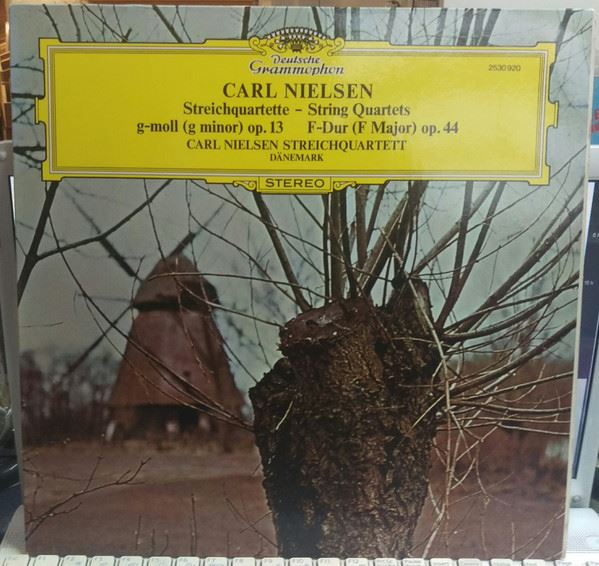 Deutsche
Grammophon
2530 920
CARL NIELSEN
Streichquartette – String Quartets
g-moll (g minor) op. 13 F-Dur (F Major) op. 44
CARL NIELSEN STREICHQUARTETT
DÄNEMARK
STEREO